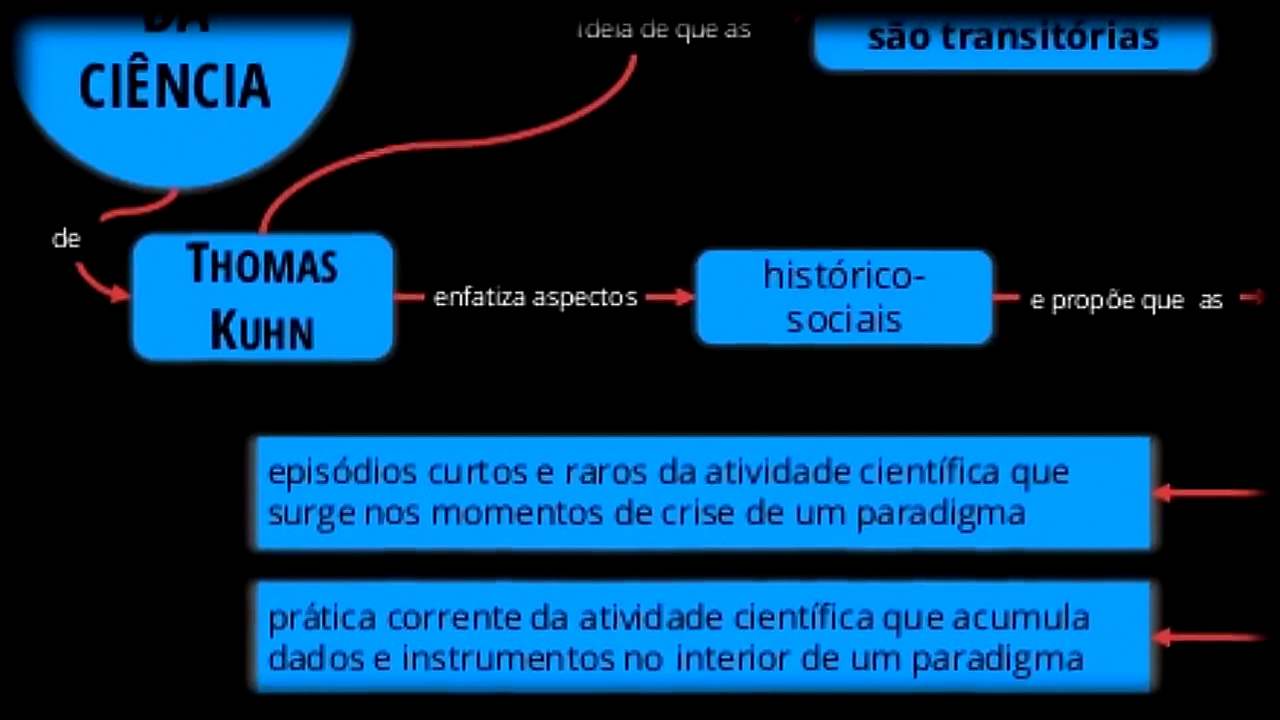 DA
CIÊNCIA
ideia de que as
são transitórias
de
THOMAS
KUHN
enfatiza aspectos
histórico-
sociais
e propõe que as
episódios curtos e raros da atividade científica que
surge nos momentos de crise de um paradigma
prática corrente da atividade científica que acumula
dados e instrumentos no interior de um paradigma